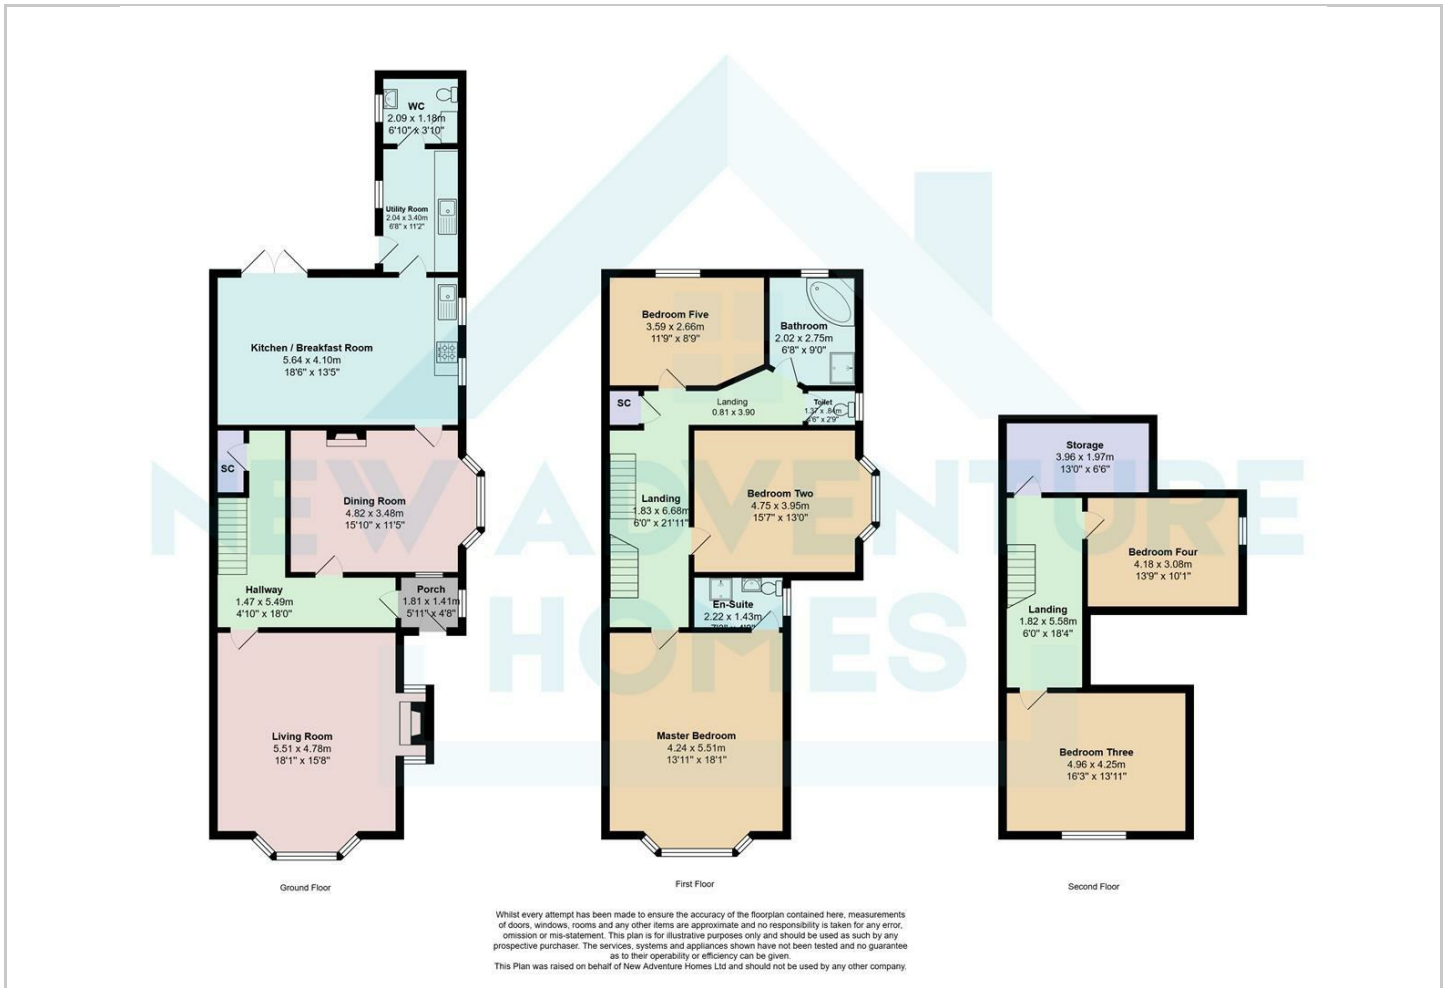 WC
2.09 x 1.18m
6'10" x 3'10"
Utility Room
2.04 x 3.40m
6'8" x 11'2"
Kitchen / Breakfast Room
5.64 x 4.10m
18'6" x 13'5"
SC
Dining Room
4.82 x 3.48m
15'10" x 11'5"
Hallway
1.47 x 5.49m
4'10" x 18'0"
Porch
1.81 x 1.41m
5'11" x 4'8"
Living Room
5.51 x 4.78m
18'1" x 15'8"
Ground Floor
Bedroom Five
3.59 x 2.66m
11'9" x 8'9"
Bathroom
2.02 x 2.75m
6'8" x 9'0"
SC
Landing
0.81 x 3.90
Toilet
1.37 x .84m
Landing
1.83 x 6.68m
6'0" x 21'11"
Bedroom Two
4.75 x 3.95m
15'7" x 13'0"
En-Suite
2.22 x 1.43m
Master Bedroom
4.24 x 5.51m
13'11" x 18'1"
First Floor
Storage
3.96 x 1.97m
13'0" x 6'6"
Bedroom Four
4.18 x 3.08m
13'9" x 10'1"
Landing
1.82 x 5.58m
6'0" x 18'4"
Bedroom Three
4.96 x 4.25m
16'3" x 13'11"
Second Floor
NEW ADVENTURE
HOMES
Whilst every attempt has been made to ensure the accuracy of the floorplan contained here, measurements
of doors, windows, rooms and any other items are approximate and no responsibility is taken for any error,
omission or mis-statement. This plan is for illustrative purposes only and should be used as such by any
prospective purchaser. The services, systems and appliances shown have not been tested and no guarantee
as to their operability or efficiency can be given.
This Plan was raised on behalf of New Adventure Homes Ltd and should not be used by any other company.